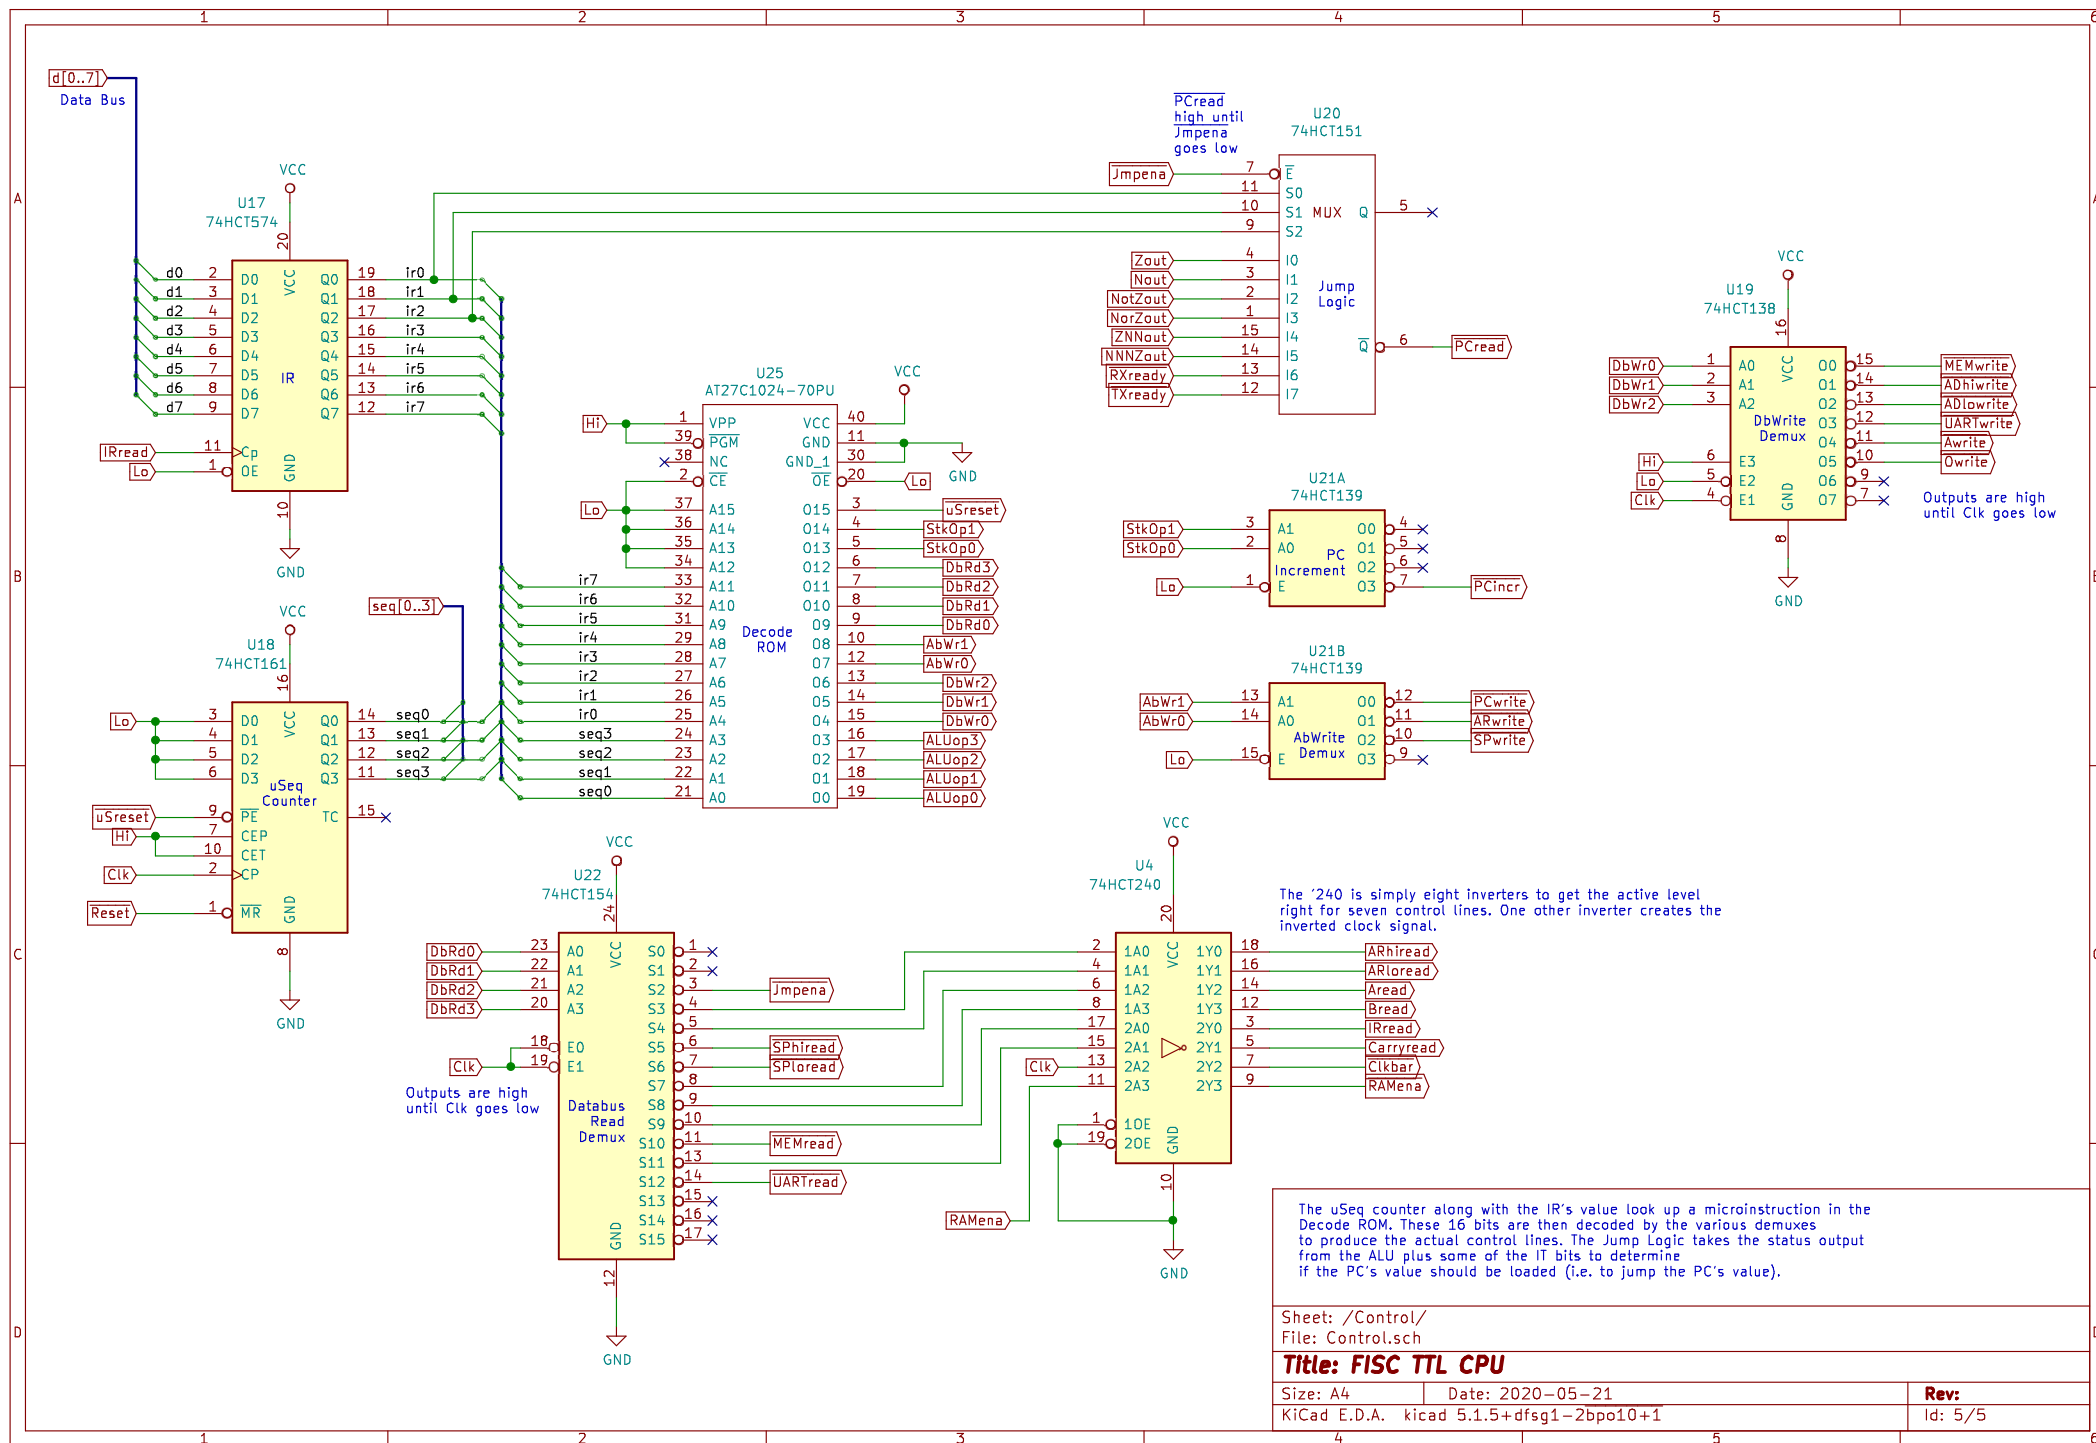 1 2 3 4 5 6
A
B
C
D
d[0..7]
Data Bus
VCC
U17
74HCT574
20
VCC
d0 2 D0 Q0 19 ir0
d1 3 D1 Q1 18 ir1
d2 4 D2 Q2 17 ir2
d3 5 D3 Q3 16 ir3
d4 6 D4 Q4 15 ir4
d5 7 D5 Q5 14 ir5
d6 8 D6 Q6 13 ir6
d7 9 D7 Q7 12 ir7
IR
IRread 11 Cp
Lo 1 OE
GND
10
GND
seq[0..3]
VCC
U18
74HCT161
16
VCC
Lo 3 D0 Q0 14 seq0
4 D1 Q1 13 seq1
5 D2 Q2 12 seq2
6 D3 Q3 11 seq3
uSeq
Counter
uSreset 9 PE TC 15
Hi 7 CEP
10 CET
Clk 2 CP
Reset 1 MR
GND
8
GND
U25
AT27C1024-70PU
VCC
Hi 1 VPP VCC 40
39 PGM GND 11
38 NC GND_1 30
2 CE OE 20 Lo
GND
Lo 37 A15 O15 3 uSreset
36 A14 O14 4 StkOp1
35 A13 O13 5 StkOp0
34 A12 O12 6 DbRd3
ir7 33 A11 O11 7 DbRd2
ir6 32 A10 O10 8 DbRd1
ir5 31 A9 O9 9 DbRd0
ir4 29 A8 O8 10 AbWr1
ir3 28 A7 O7 12 AbWr0
ir2 27 A6 O6 13 DbWr2
ir1 26 A5 O5 14 DbWr1
ir0 25 A4 O4 15 DbWr0
seq3 24 A3 O3 16 ALUop3
seq2 23 A2 O2 17 ALUop2
seq1 22 A1 O1 18 ALUop1
seq0 21 A0 O0 19 ALUop0
Decode
ROM
PCread
high until
Jmpena
goes low
U20
74HCT151
Jmpena 7 E
11 S0
10 S1 MUX Q 5
9 S2
Zout 4 I0
Nout 3 I1
NotZout 2 I2
NorZout 1 I3
ZNNout 15 I4
NNNZout 14 I5
RXready 13 I6
TXready 12 I7
Jump
Logic
Q 6 PCread
VCC
U19
74HCT138
16
VCC
DbWr0 1 A0 O0 15 MEMwrite
DbWr1 2 A1 O1 14 ADhiwrite
DbWr2 3 A2 O2 13 ADlowrite
O3 12 UARTwrite
O4 11 Awrite
Hi 6 E3 O5 10 Owrite
Lo 5 E2 O6 9
Clk 4 E1 O7 7
DbWrite
Demux
GND
8
GND
Outputs are high
until Clk goes low
U21A
74HCT139
StkOp1 3 A1 O0 4
StkOp0 2 A0 O1 5
O2 6
Lo 1 E O3 7 PCincr
PC
Increment
U21B
74HCT139
AbWr1 13 A1 O0 12 PCwrite
AbWr0 14 A0 O1 11 ARwrite
O2 10 SPwrite
Lo 15 E O3 9
AbWrite
Demux
VCC
U22
74HCT154
24
VCC
DbRd0 23 A0 S0 1
DbRd1 22 A1 S1 2
DbRd2 21 A2 S2 3 Jmpena
DbRd3 20 A3 S3 4
S4 5
18 E0 S5 6 SPhiread
Clk 19 E1 S6 7 SPloread
S7 8
S8 9
S9 10
S10 11 MEMread
S11 13
S12 14 UARTread
S13 15
S14 16
S15 17
Outputs are high
until Clk goes low
Databus
Read
Demux
GND
12
GND
VCC
U4
74HCT240
20
VCC
2 1A0 1Y0 18 ARhiread
4 1A1 1Y1 16 ARloread
6 1A2 1Y2 14 Aread
8 1A3 1Y3 12 Bread
17 2A0 2Y0 3 IRread
15 2A1 2Y1 5 Carryread
Clk 13 2A2 2Y2 7 Clkbar
11 2A3 2Y3 9 RAMena
1 1OE
19 2OE
GND
10
RAMena
GND
The '240 is simply eight inverters to get the active level
right for seven control lines. One other inverter creates the
inverted clock signal.
The uSeq counter along with the IR's value look up a microinstruction in the
Decode ROM. These 16 bits are then decoded by the various demuxes
to produce the actual control lines. The Jump Logic takes the status output
from the ALU plus some of the IT bits to determine
if the PC's value should be loaded (i.e. to jump the PC's value).
Sheet: /Control/
File: Control.sch
Title: FISC TTL CPU
Size: A4 Date: 2020-05-21 Rev:
KiCad E.D.A. kicad 5.1.5+dfsg1-2bpo10+1 Id: 5/5
1 2 3 4 5 6